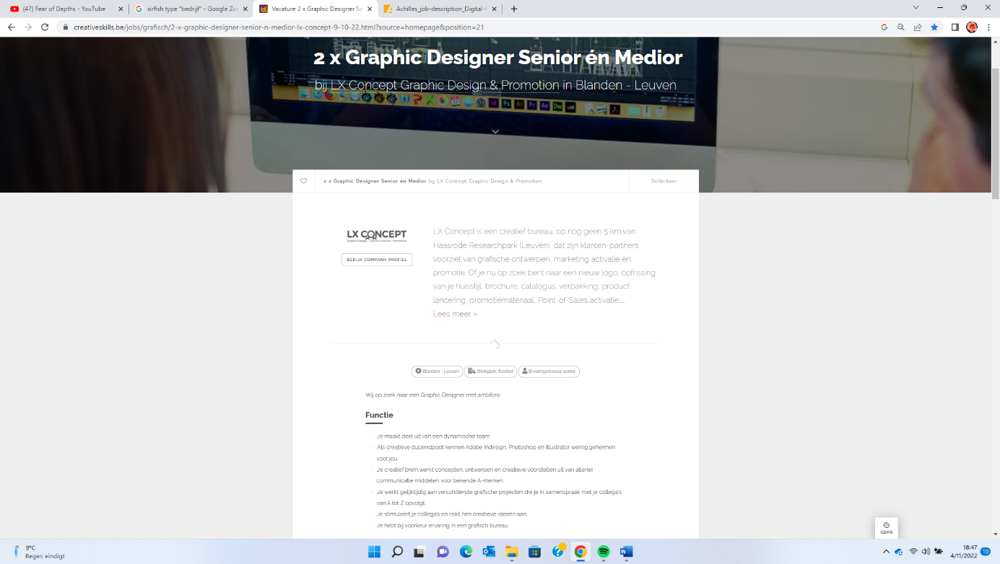 (47) Fear of Depths - YouTube
sirfish type "bedrijf" - Google Zoe
Vacature 2 x Graphic Designer Se
Achilles_job-description_Digital-I
creativeskills.be/jobs/grafisch/2-x-graphic-designer-senior-n-medior-lx-concept-9-10-22.html?source=homepage&position=21
2 x Graphic Designer Senior én Medior
bij LX Concept Graphic Design & Promotion in Blanden - Leuven
2 x Graphic Designer Senior én Medior bij LX Concept Graphic Design & Promotion
Solliciteer
LX CONCEPT
Graphic Design - Communication - Promotion
BEKIJK COMPANY PROFIEL
LX Concept is een creatief bureau, op nog geen 5 km van
Haasrode Researchpark (Leuven), dat zijn klanten-partners
voorziet van grafische ontwerpen, marketing activatie en
promotie. Of je nu op zoek bent naar een nieuw logo, opfrissing
van je huisstijl, brochure, catalogus, verpakking, product-
lancering, promotiemateriaal, Point-of-Sales activatie,...
Lees meer »
Blanden - Leuven
Werkplek: flexibel
Ervaringsniveau: senior
Wij op zoek naar een Graphic Designer met ambities:
Functie
· Je maakt deel uit van een dynamische team.
· Als creatieve duizendpoot kennen Adobe Indesign, Photoshop en Illustrator weinig geheimen
voor jou.
· Je creatief brein werkt concepten, ontwerpen en creatieve voorstellen uit van allerlei
communicatie middelen voor bekende A-merken.
· Je werkt gelijktijdig aan verschillende grafische projecten die je in samenspraak met je collega's
van A tot Z opvolgt.
· Je stimuleert je collega's en reikt hen creatieve ideeën aan.
· Je hebt bij voorkeur ervaring in een grafisch bureau.
GDPR
9°C
Regen eindigt
18:47
4/11/2022
10